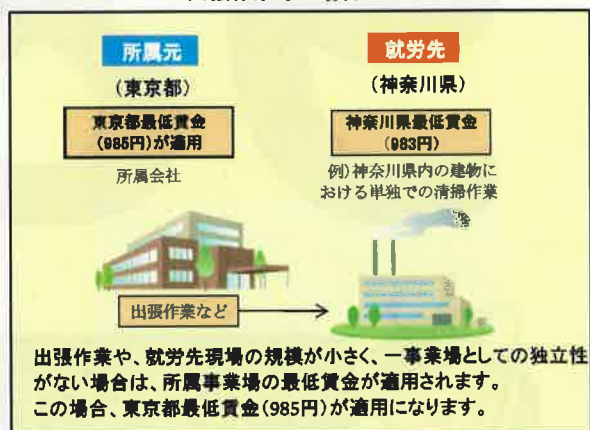 所属元
就労先
(東京都)
(神奈川県)
東京都最低賃金
(985円)が適用
神奈川県最低賃金
(983円)
所属会社
例)神奈川県内の建物に
おける単独での清掃作業
出張作業など
出張作業や、就労先現場の規模が小さく、一事業場としての独立性
がない場合は、所属事業場の最低賃金が適用されます。
この場合、東京都最低賃金(985円)が適用になります。